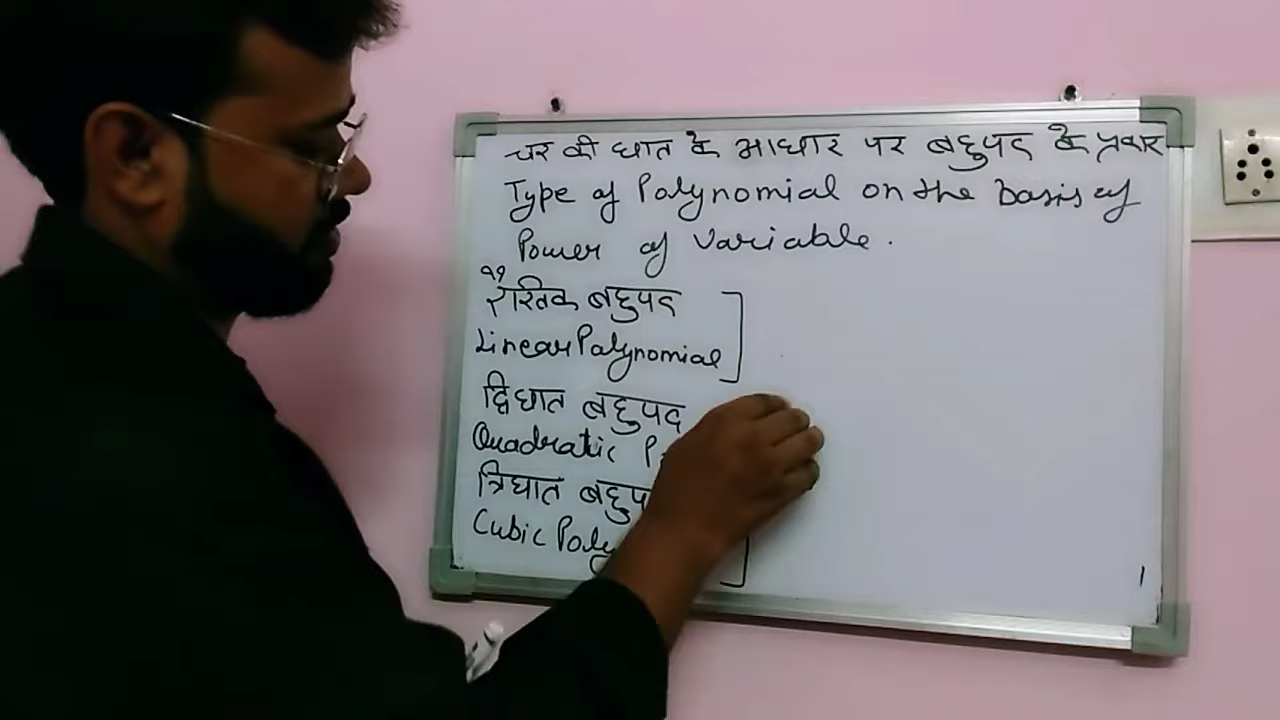 चर की घात के आधार पर बहुपद के प्रकार
Type of Polynomial on the basis of
Power of variable.
बहुपद
Linear Polynomial
द्विघात बहुपद
Quadratic P
त्रिघात बहुप
Cubic Poly